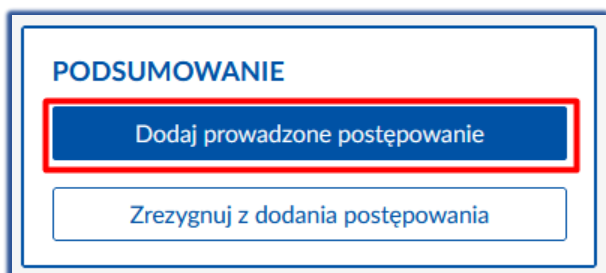 PODSUMOWANIE
Dodaj prowadzone postępowanie
Zrezygnuj z dodania postępowania